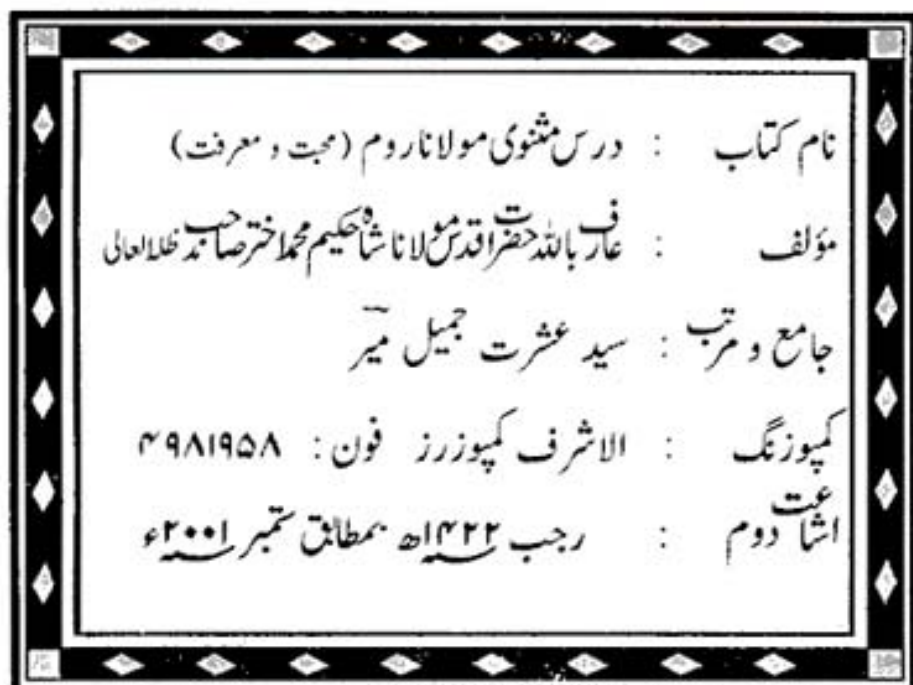 نام کتاب : درس مثنوی مولانا روم (محبت و معرفت)
مؤلف : عارف باللہ حضرت اقدس مولانا شاہ حکیم محمد اختر صاحب مد ظلہ العالی
جامع و مرتب : سید عشرت جمیل میر
کمپوزنگ : الاشرف کمپوزرز فون : ۴۹۸۱۹۵۸
اشاعت دوم : رجب ۱۴۲۲ھ بمطابق ستمبر ۲۰۰۱ء